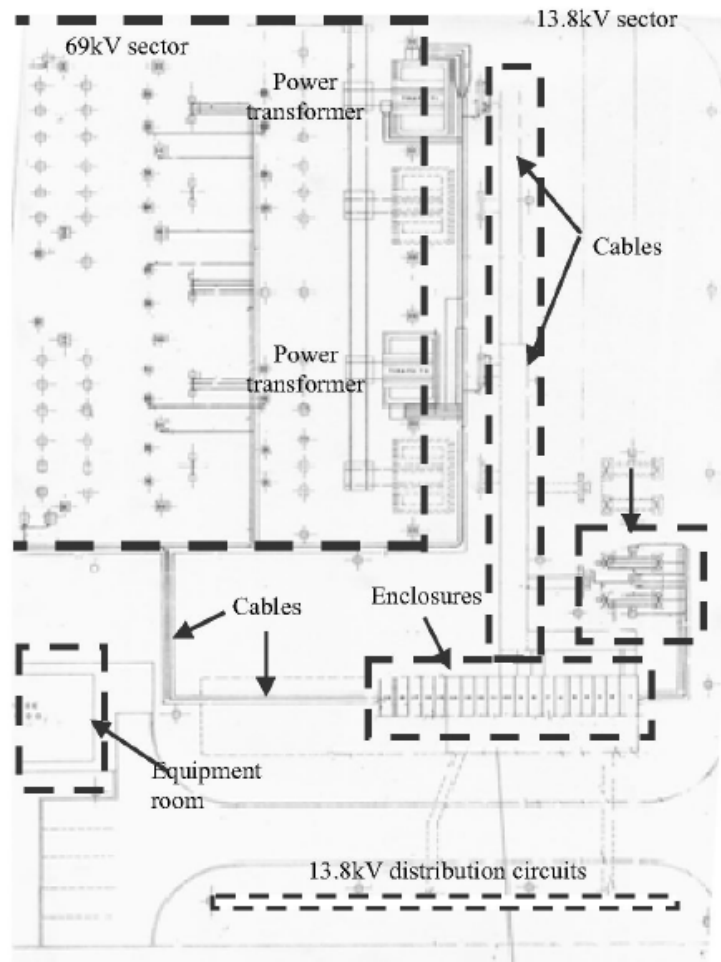 13.8kV sector
69kV sector
Power
transformer
Cables
Power
transformer
Cables
Enclosures
Equipment
room
13.8kV distribution circuits